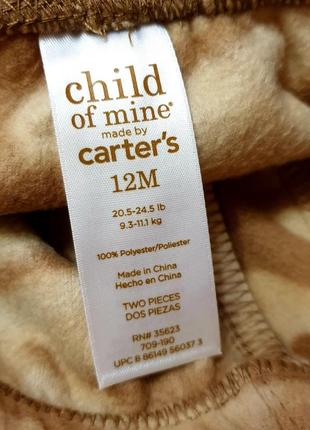 child
of mine®
made by
carter's
12M
20.5-24.5 lb
9.3-11.1 kg
100% Polyester/Poliester
Made in China
Hecho en China
TWO PIECES
DOS PIEZAS
RN# 35623
709-190
UPC 8 86149 56037 3